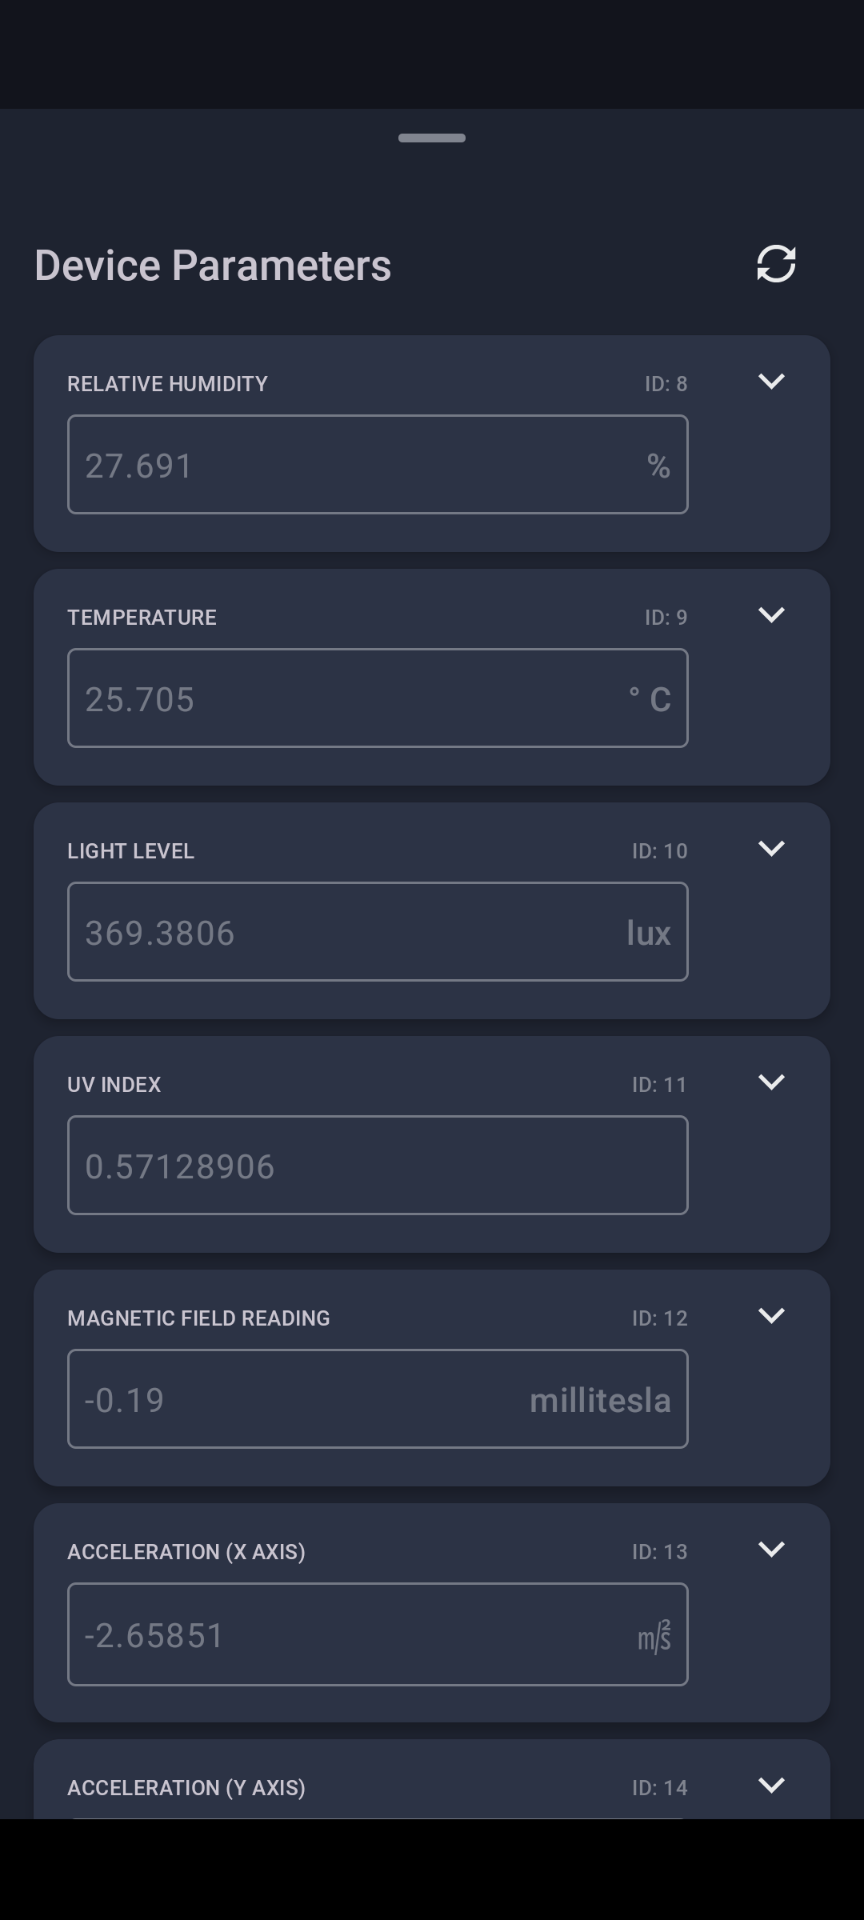 Device Parameters
RELATIVE HUMIDITY ID: 8
27.691 %
TEMPERATURE ID: 9
25.705 ° C
LIGHT LEVEL ID: 10
369.3806 lux
UV INDEX ID: 11
0.57128906
MAGNETIC FIELD READING ID: 12
-0.19 millitesla
ACCELERATION (X AXIS) ID: 13
-2.65851 m/s²
ACCELERATION (Y AXIS) ID: 14